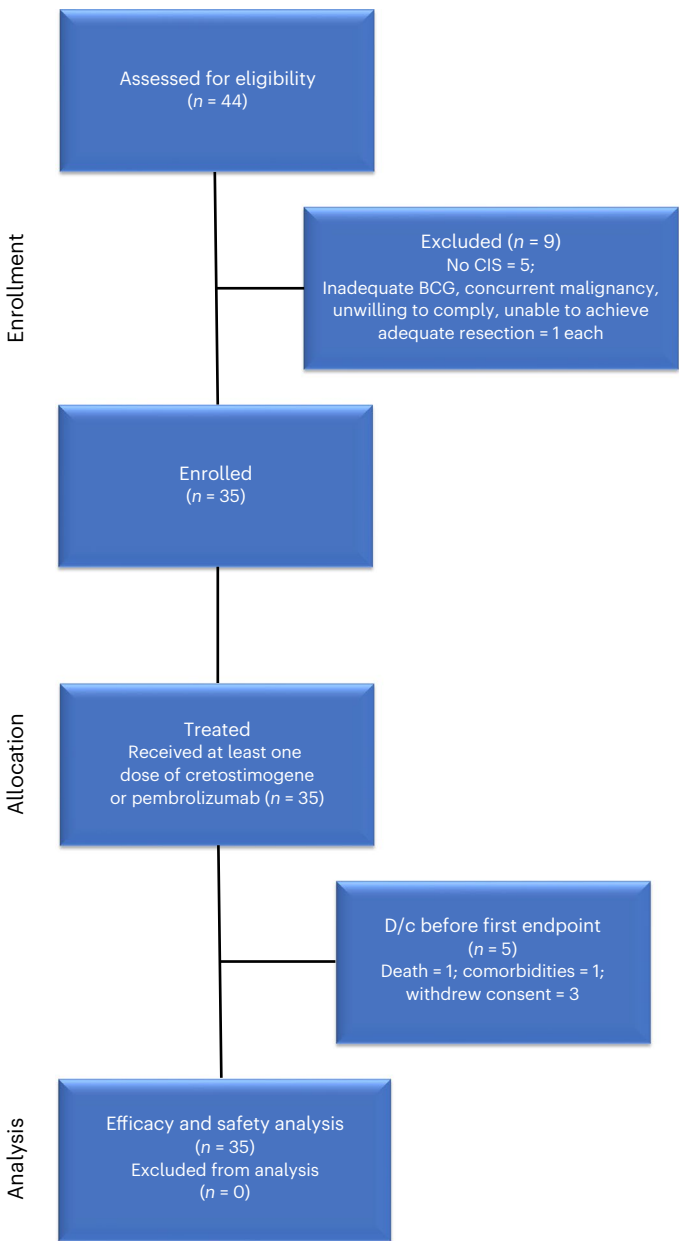 Assessed for eligibility
(n = 44)
Enrollment
Excluded (n = 9)
No CIS = 5;
Inadequate BCG, concurrent malignancy,
unwilling to comply, unable to achieve
adequate resection = 1 each
Enrolled
(n = 35)
Allocation
Treated
Received at least one
dose of cretostimogene
or pembrolizumab (n = 35)
D/c before first endpoint
(n = 5)
Death = 1; comorbidities = 1;
withdrew consent = 3
Analysis
Efficacy and safety analysis
(n = 35)
Excluded from analysis
(n = 0)